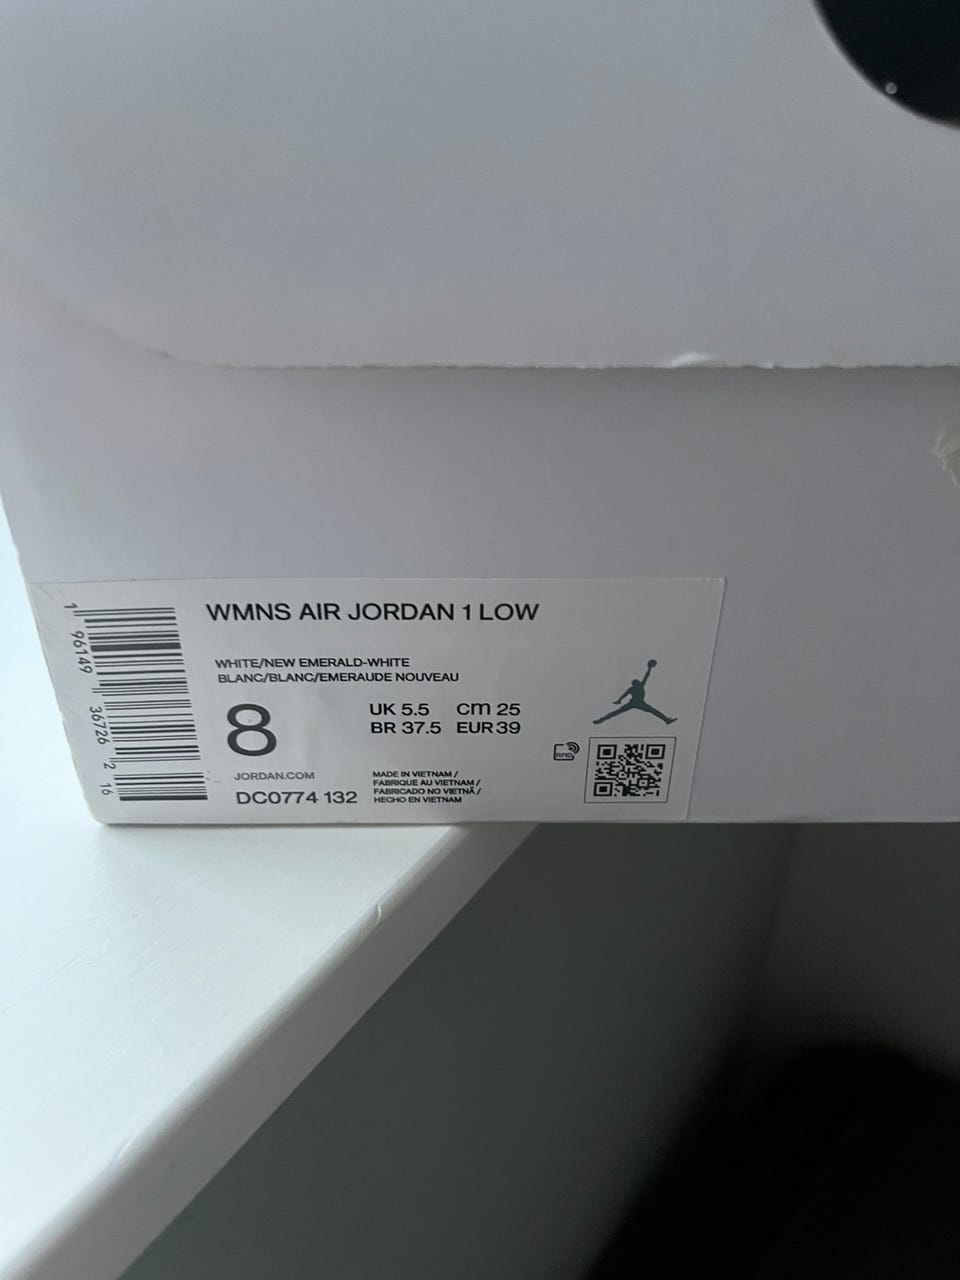 WMNS AIR JORDAN 1 LOW
WHITE/NEW EMERALD-WHITE
BLANC/BLANC/EMERAUDE NOUVEAU
8
UK 5.5 cm 25
BR 37.5 EUR 39
JORDAN.COM
DC0774 132
MADE IN VIETNAM /
FABRIQUE AU VIETNAM /
FABRICADO NO VIETNÃ /
HECHO EN VIETNAM
RFID
1 96149 36726 2 16